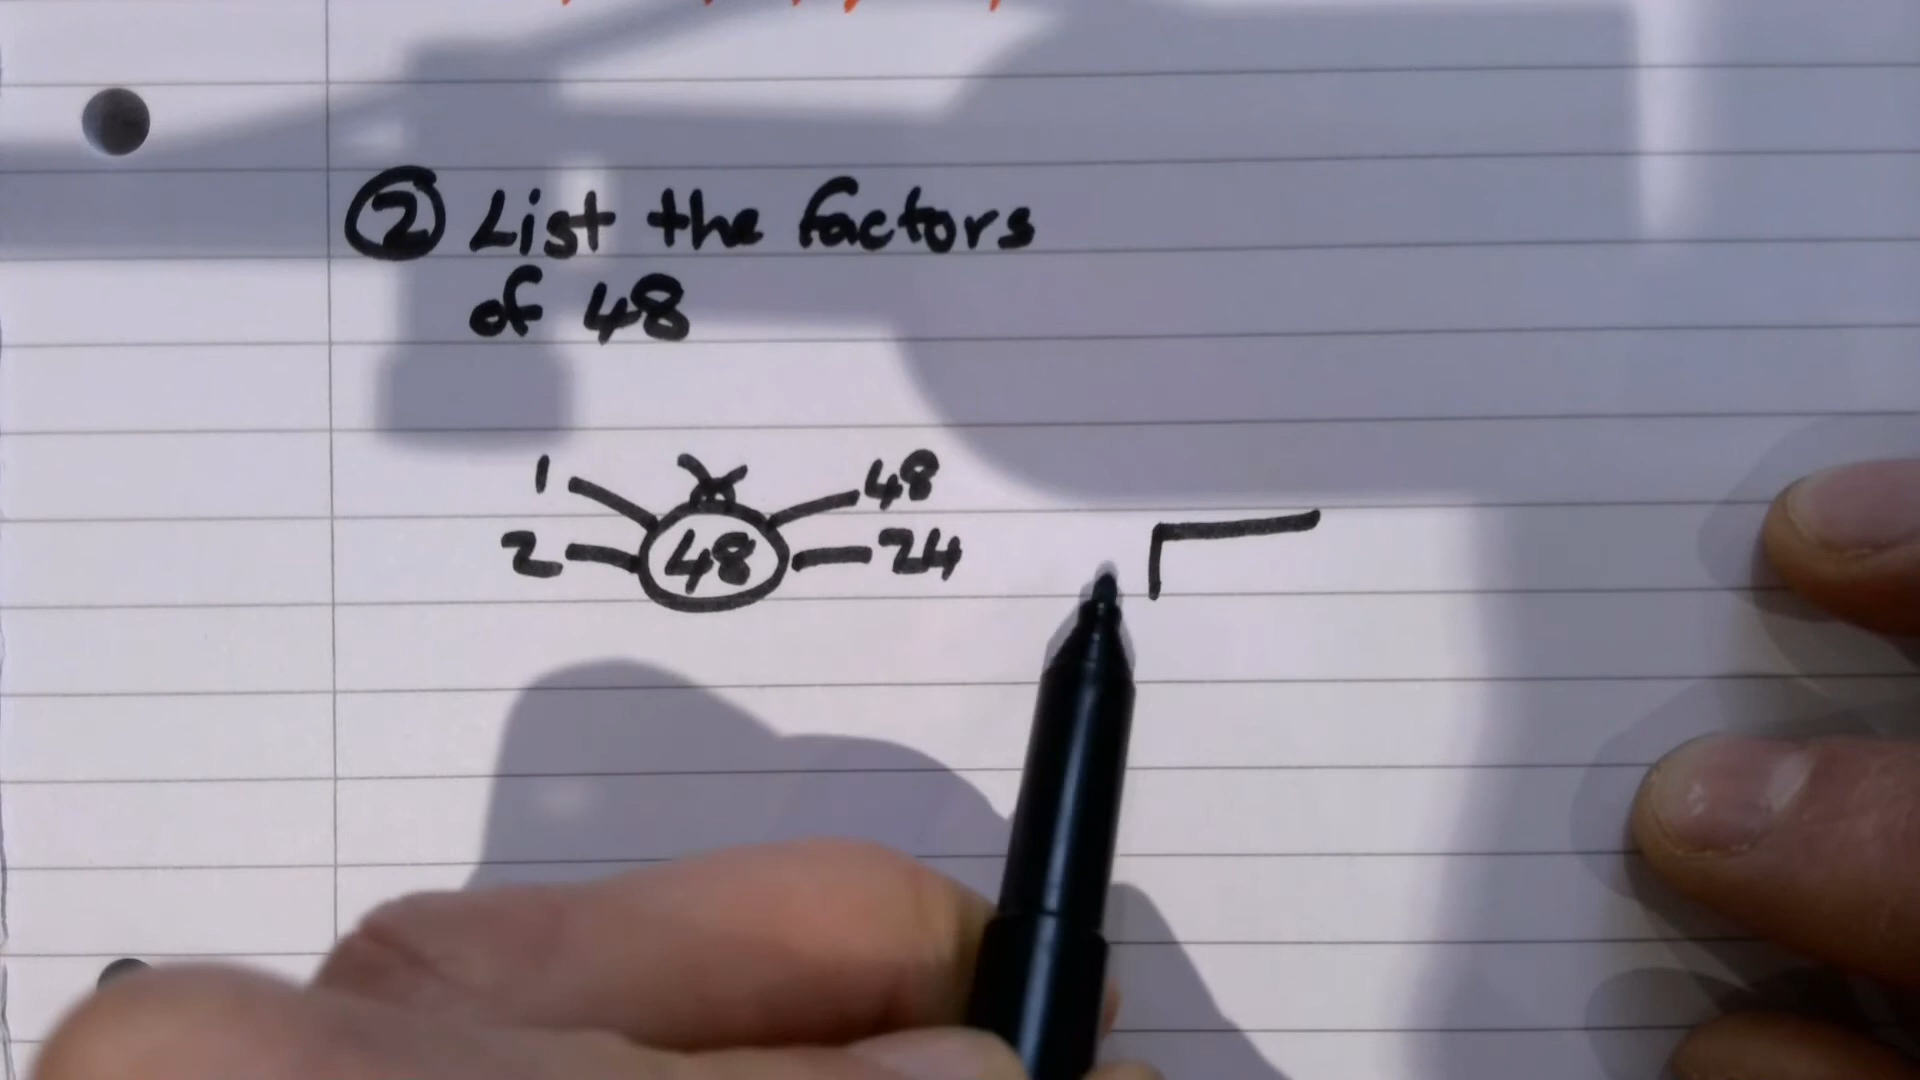 ② List the factors
of 48
1 48
2 48 24